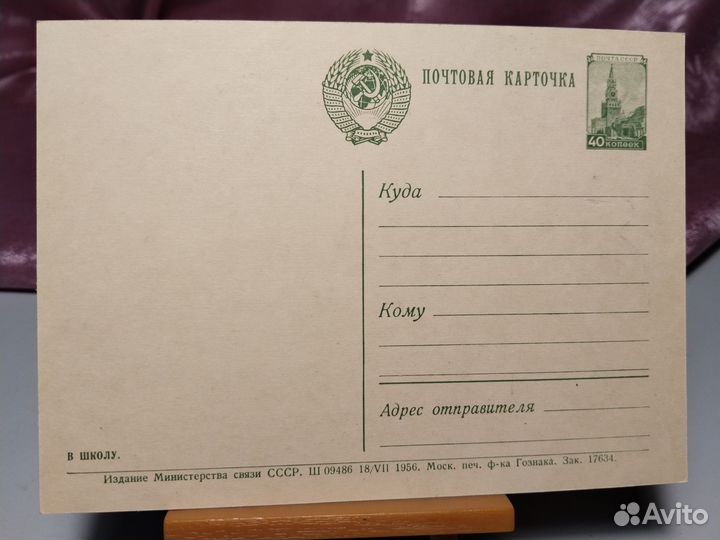 ПОЧТОВАЯ КАРТОЧКА
ПОЧТА СССР
40 КОПЕЕК
Куда
Кому
Адрес отправителя
В ШКОЛУ.
Издание Министерства связи СССР. Ш 09486 18/VII 1956. Моск. печ. ф-ка Гознака. Зак. 17634.
Avito